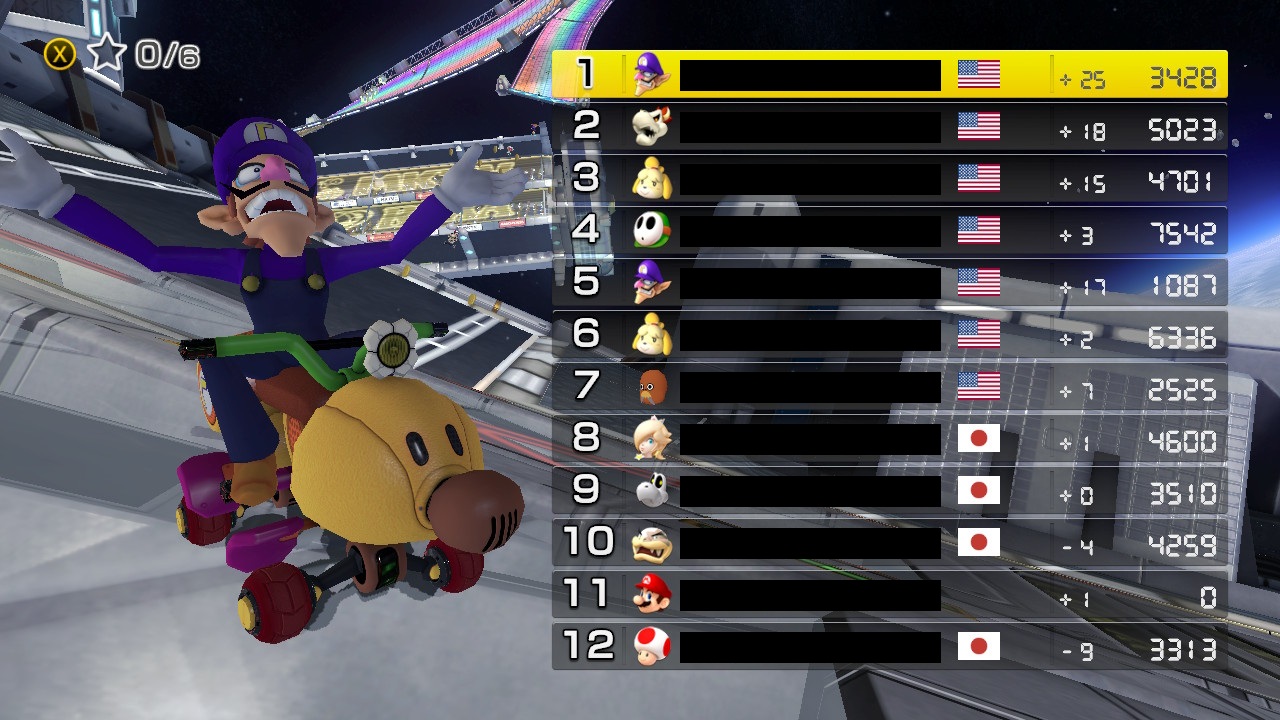 X 0/6
1 + 25 3428
2 + 18 5023
3 + 15 4701
4 + 3 7542
5 + 17 1087
6 + 2 6336
7 + 7 2525
8 + 1 4600
9 + 0 3510
10 - 4 4259
11 + 1 0
12 - 9 3313